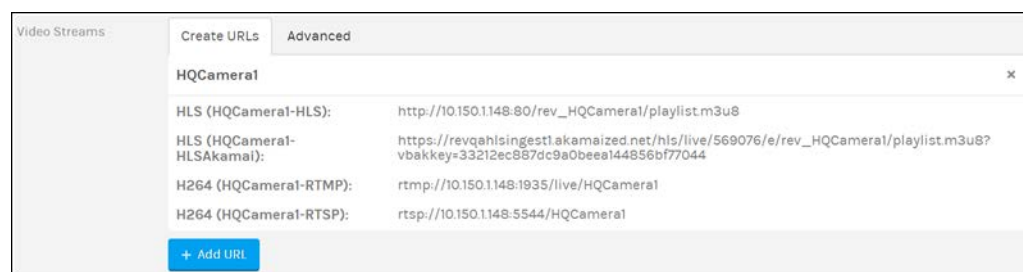 Video Streams
Create URLs Advanced
HQCamera1 ×
HLS (HQCamera1-HLS): http://10.150.1.148:80/rev_HQCamera1/playlist.m3u8
HLS (HQCamera1- https://revqahlsingest1.akamaized.net/hls/live/569076/e/rev_HQCamera1/playlist.m3u8?
HLSAkamai): vbakkey=33212ec887dc9a0beea144856bf77044
H264 (HQCamera1-RTMP): rtmp://10.150.1.148:1935/live/HQCamera1
H264 (HQCamera1-RTSP): rtsp://10.150.1.148:5544/HQCamera1
+ Add URL